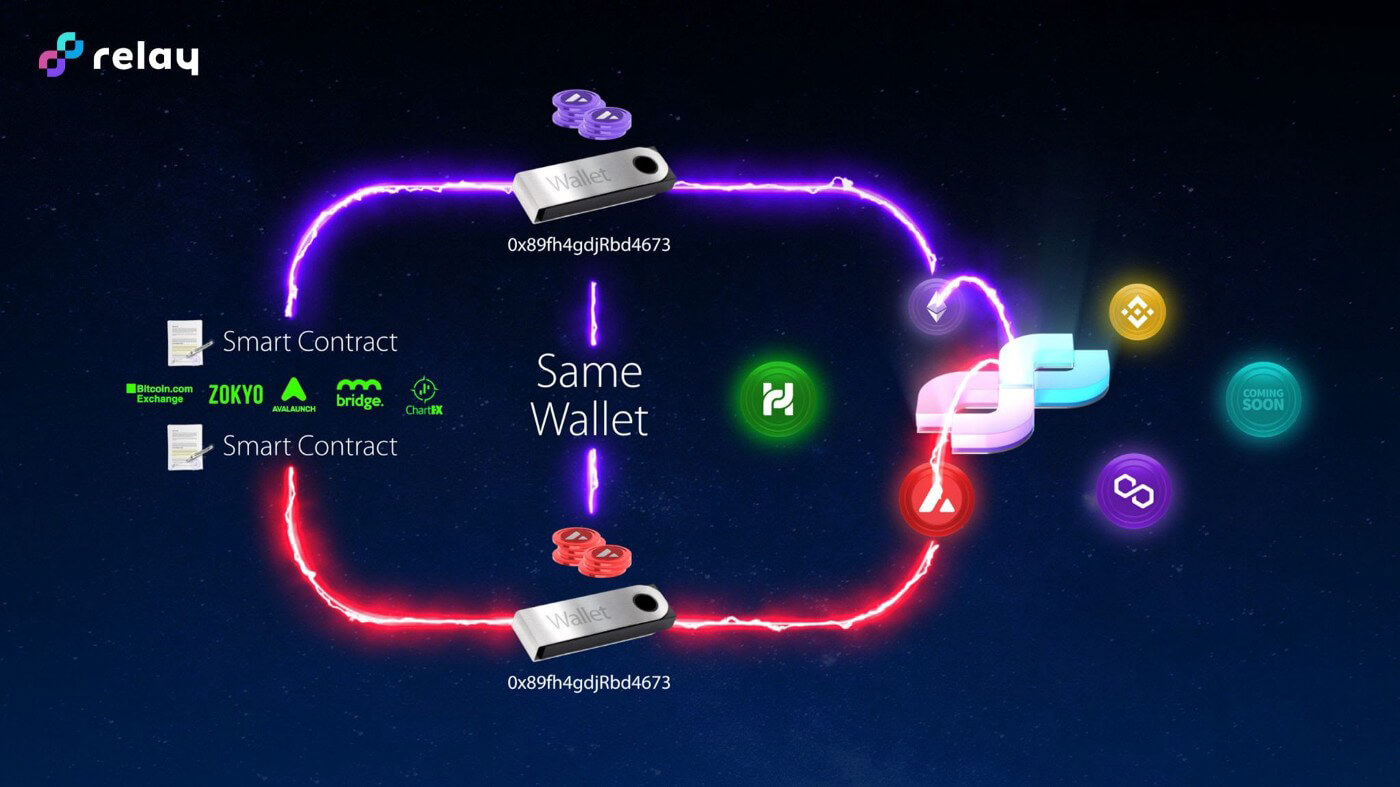 relay
Wallet
0x89fh4gdjRbd4673
Smart Contract
Bitcoin.com
Exchange
ZOKYO
AVALAUNCH
bridge.
ChartEX
Smart Contract
Same
Wallet
COMING
SOON
Wallet
0x89fh4gdjRbd4673